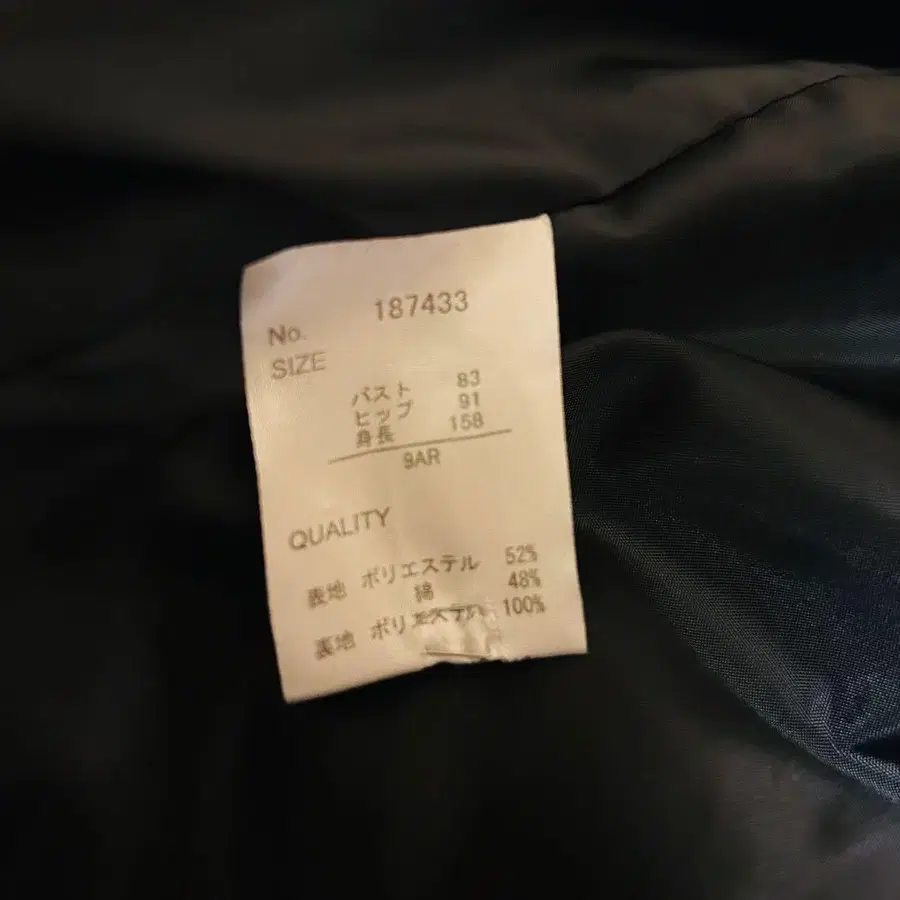 No. 187433
SIZE
バスト 83
ヒップ 91
身長 158
9AR
QUALITY
表地 ポリエステル 52%
綿 48%
裏地 ポリエステル 100%